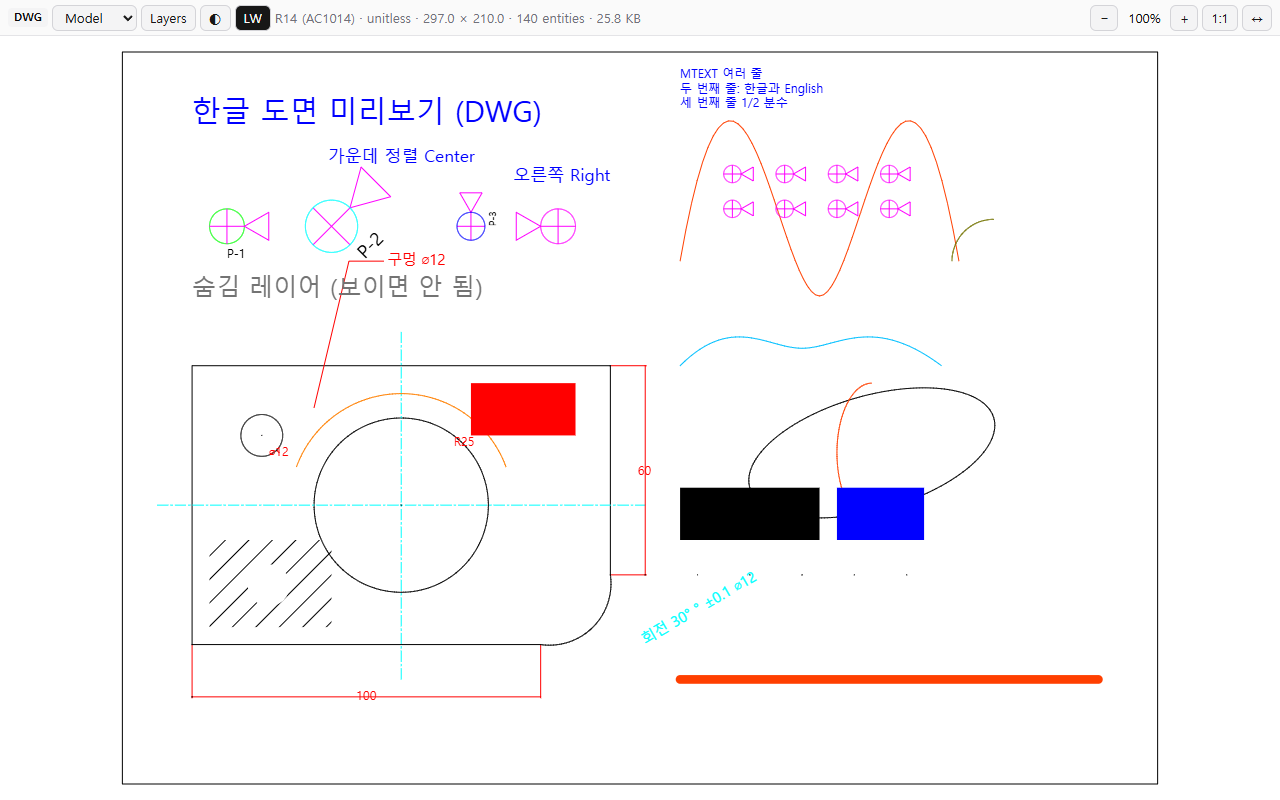 DWG Model Layers ◐ LW R14 (AC1014) · unitless · 297.0 × 210.0 · 140 entities · 25.8 KB − 100% + 1:1 ↔
MTEXT 여러 줄
두 번째 줄: 한글과 English
세 번째 줄 1/2 분수
한글 도면 미리보기 (DWG)
가운데 정렬 Center
오른쪽 Right
P-1
P-2
P-3
구멍 ⌀12
숨김 레이어 (보이면 안 됨)
R25
⌀12
60
회전 30° ° ±0.1 ⌀12
100